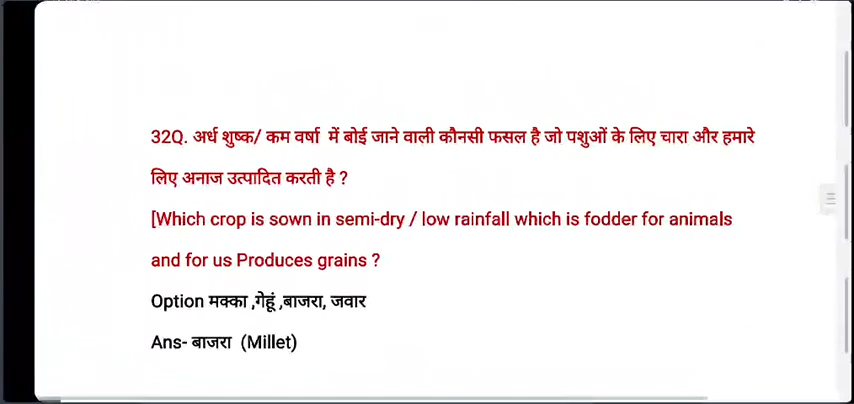 32Q. अर्ध शुष्क/ कम वर्षा में बोई जाने वाली कौनसी फसल है जो पशुओं के लिए चारा और हमारे
लिए अनाज उत्पादित करती है ?
[Which crop is sown in semi-dry / low rainfall which is fodder for animals
and for us Produces grains ?
Option मक्का ,गेहूं ,बाजरा, जवार
Ans- बाजरा (Millet)